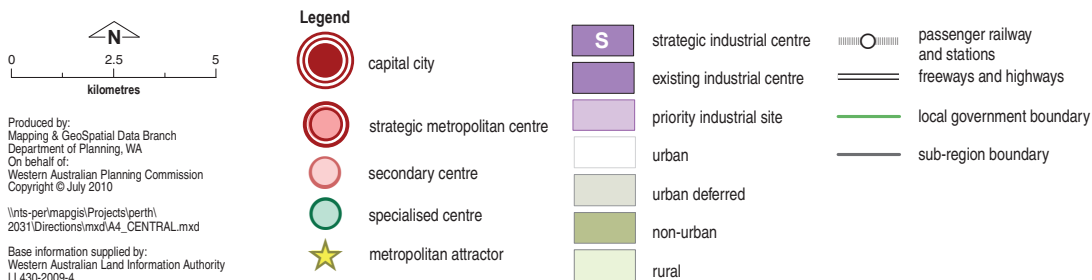 N
0 2.5 5
kilometres
Produced by:
Mapping & GeoSpatial Data Branch
Department of Planning, WA
On behalf of:
Western Australian Planning Commission
Copyright © July 2010
\\nts-per\mapgis\Projects\perth\
2031\Directions\mxd\A4_CENTRAL.mxd
Base information supplied by:
Western Australian Land Information Authority
LI 430-2009-4
Legend
capital city
strategic metropolitan centre
secondary centre
specialised centre
metropolitan attractor
S strategic industrial centre
existing industrial centre
priority industrial site
urban
urban deferred
non-urban
rural
passenger railway
and stations
freeways and highways
local government boundary
sub-region boundary